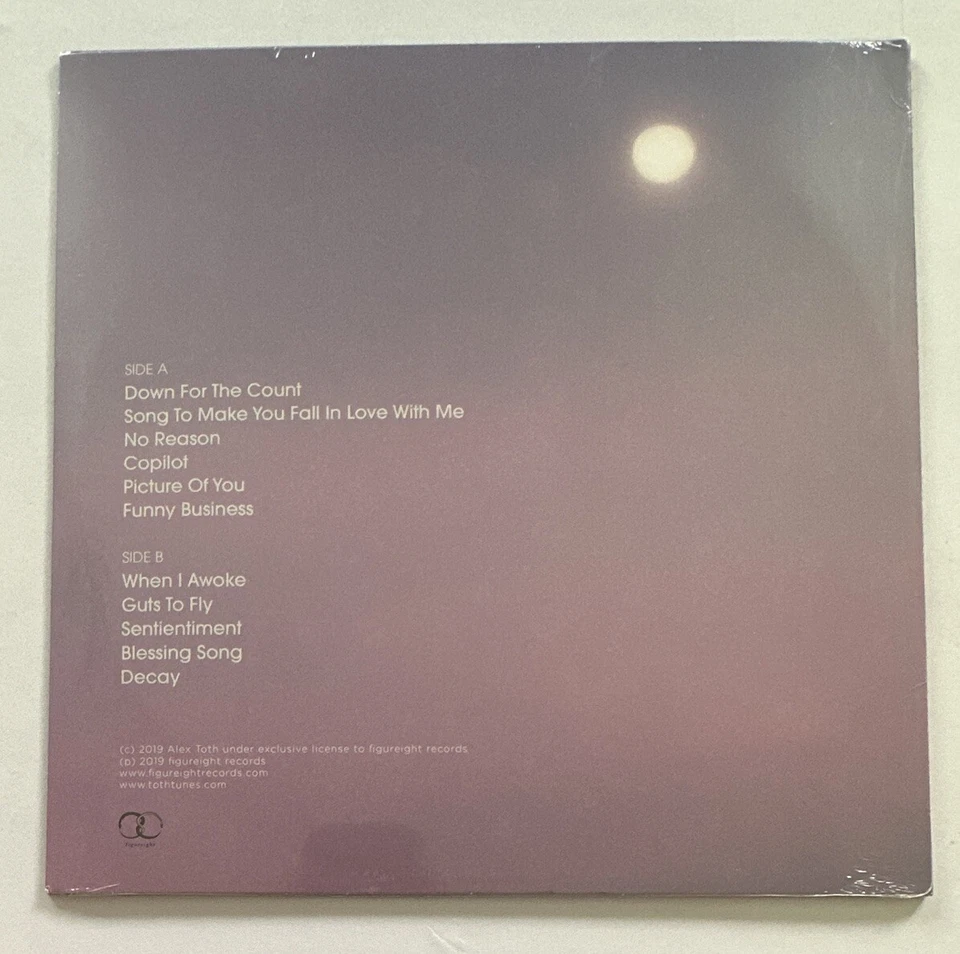 SIDE A
Down For The Count
Song To Make You Fall In Love With Me
No Reason
Copilot
Picture Of You
Funny Business
SIDE B
When I Awoke
Guts To Fly
Sentientiment
Blessing Song
Decay
(c) 2019 Alex Toth under exclusive license to figureight records
(p) 2019 figureight records
www.figureightrecords.com
www.tothtunes.com
figureight